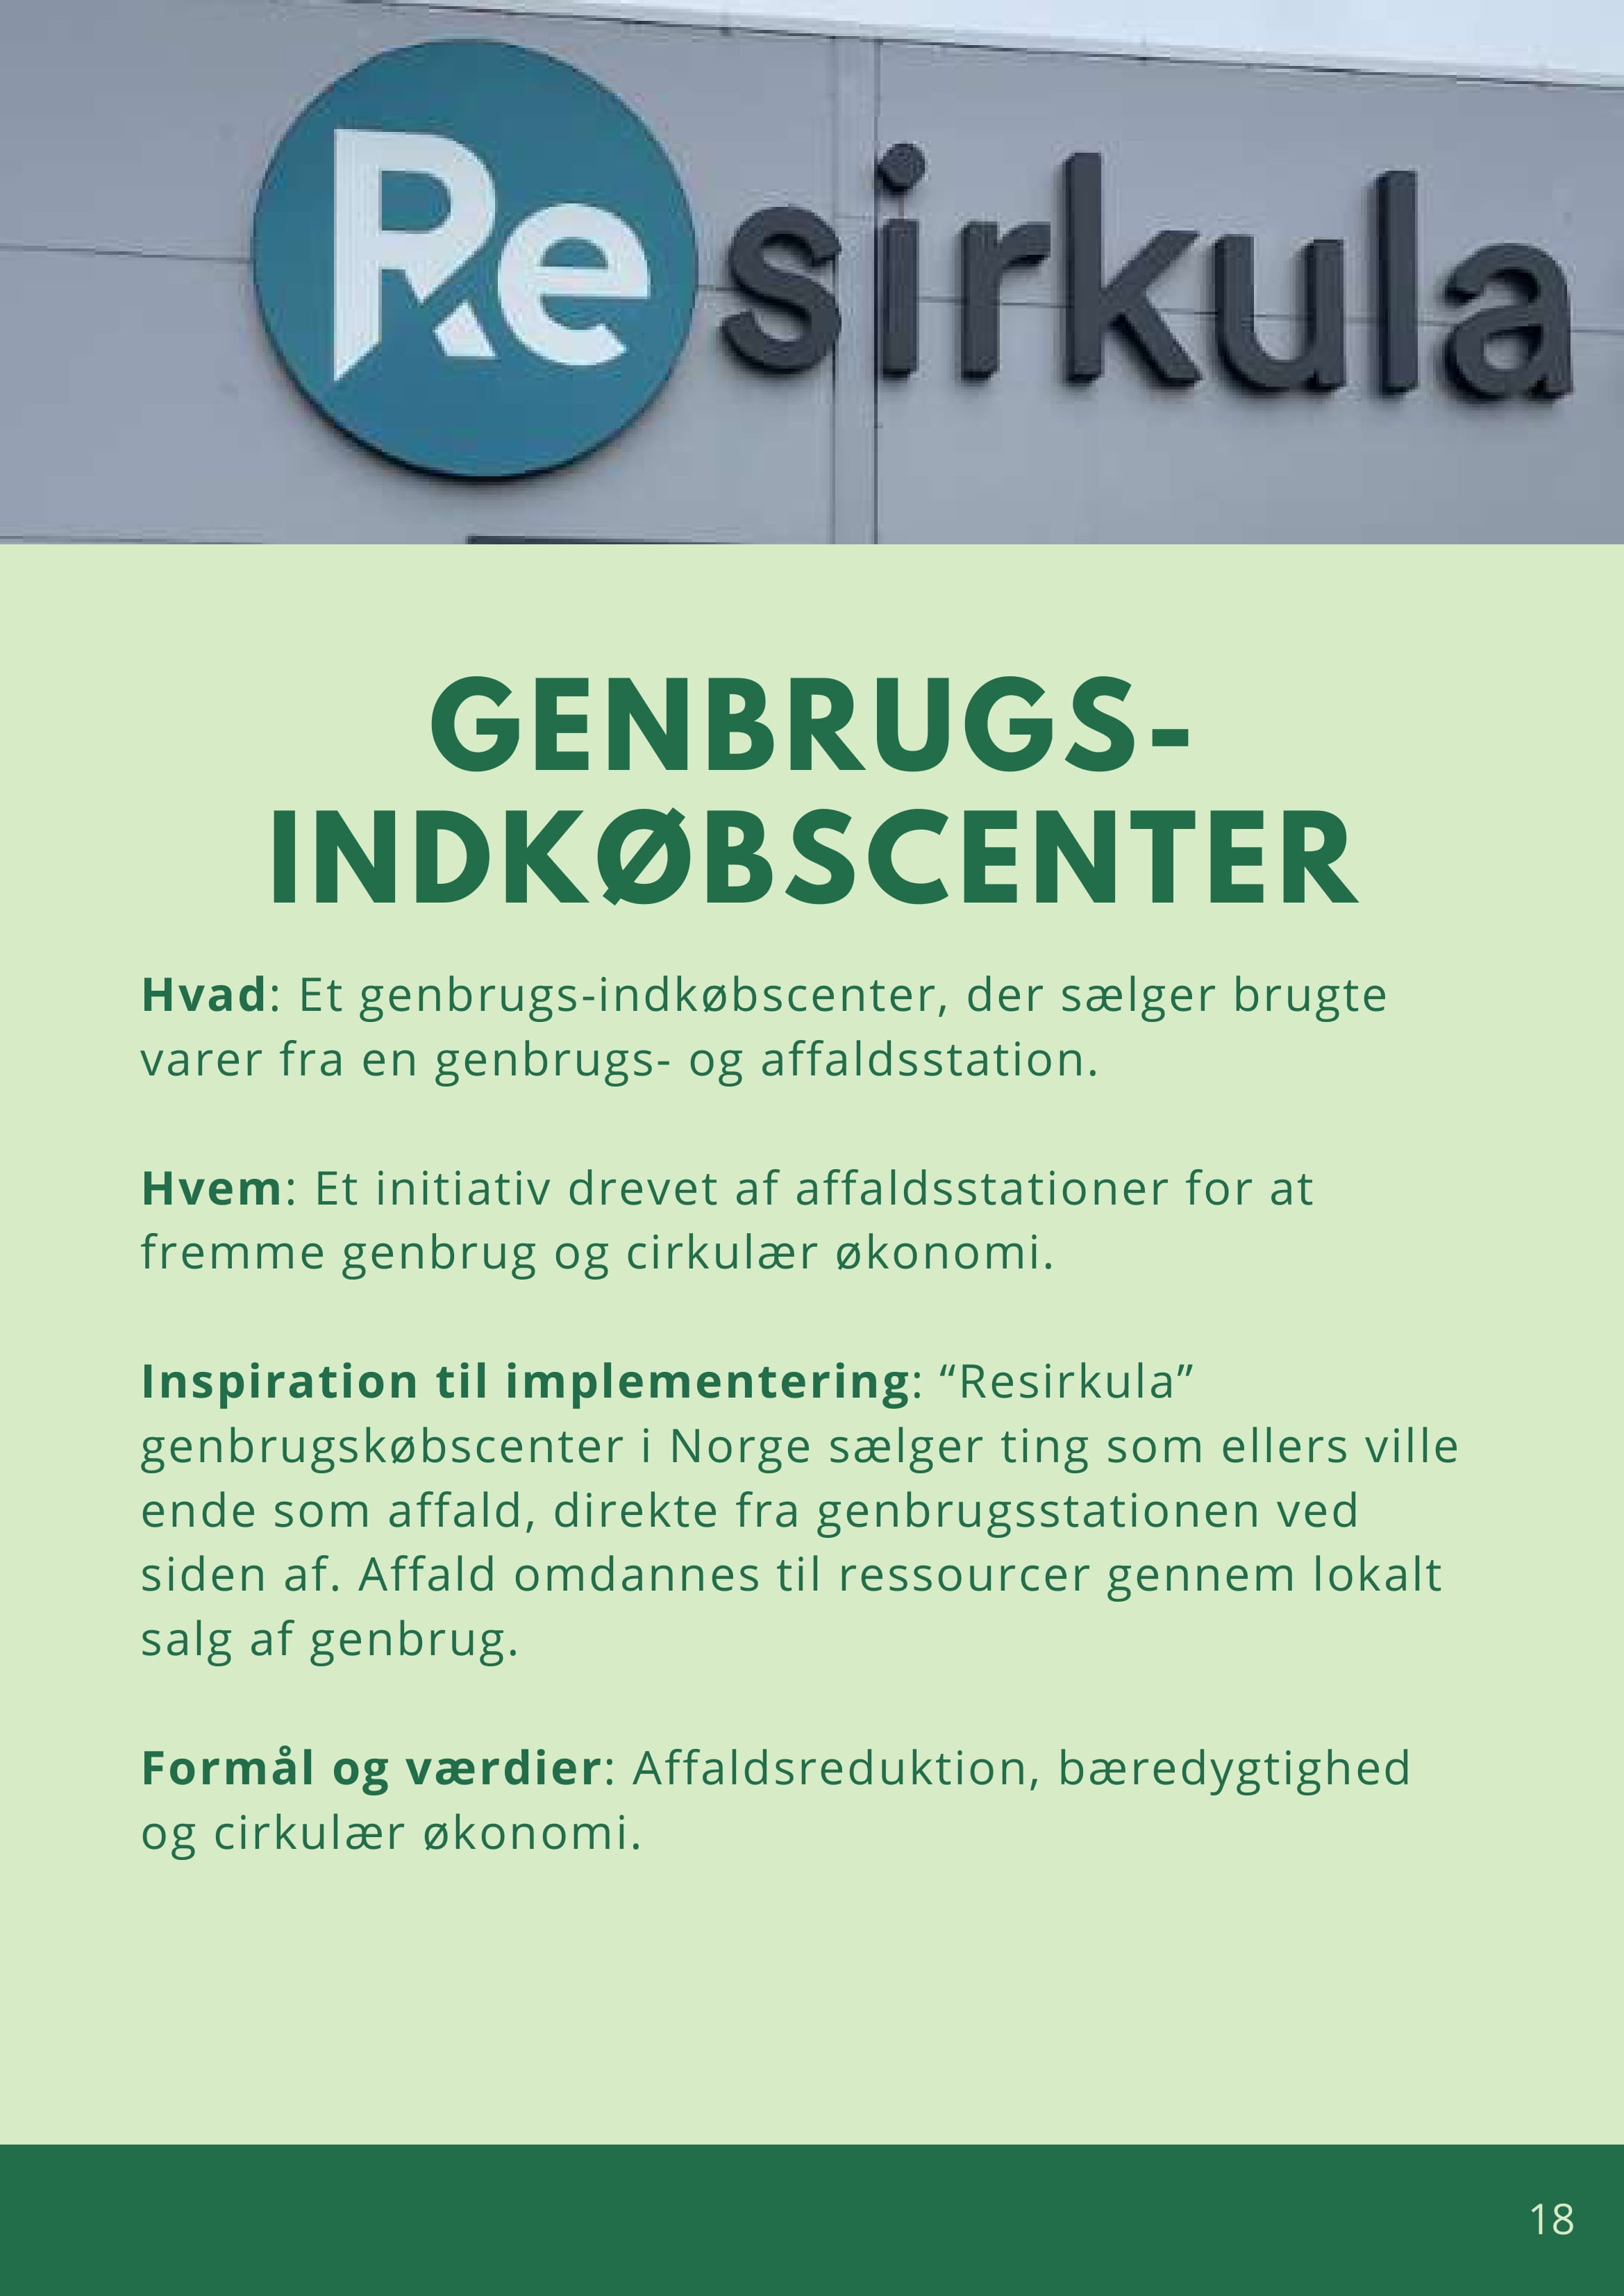 Resirkula
GENBRUGS-
INDKØBSCENTER
Hvad: Et genbrugs-indkøbscenter, der sælger brugte
varer fra en genbrugs- og affaldsstation.
Hvem: Et initiativ drevet af affaldsstationer for at
fremme genbrug og cirkulær økonomi.
Inspiration til implementering: “Resirkula”
genbrugskøbscenter i Norge sælger ting som ellers ville
ende som affald, direkte fra genbrugsstationen ved
siden af. Affald omdannes til ressourcer gennem lokalt
salg af genbrug.
Formål og værdier: Affaldsreduktion, bæredygtighed
og cirkulær økonomi.
18